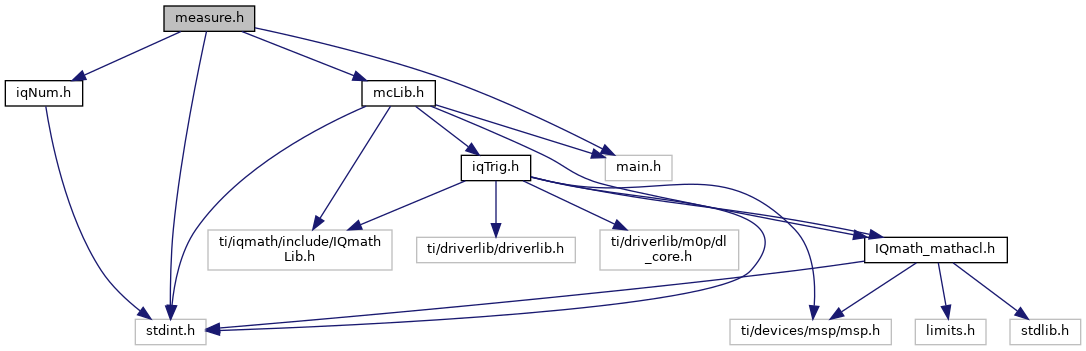 measure.h
iqNum.h
mcLib.h
iqTrig.h
main.h
ti/iqmath/include/IQmath
Lib.h
ti/driverlib/driverlib.h
ti/driverlib/m0p/dl
_core.h
IQmath_mathacl.h
stdint.h
ti/devices/msp/msp.h
limits.h
stdlib.h